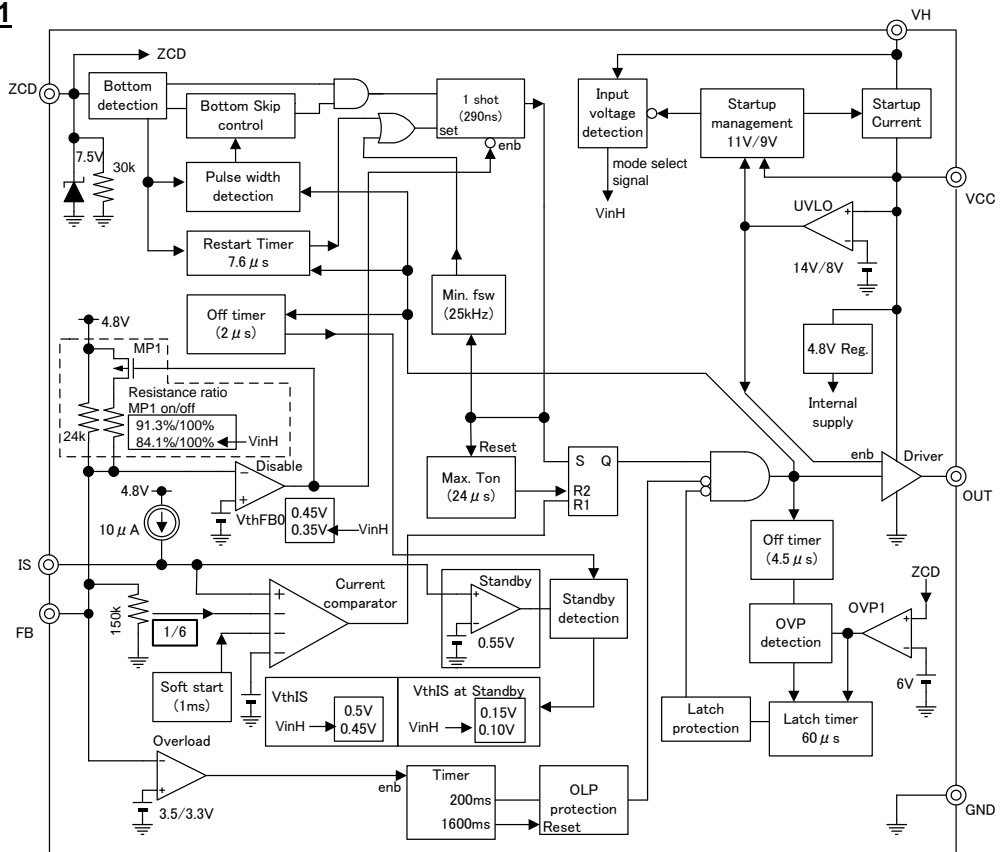 1
VH
ZCD
ZCD
Bottom
detection
Bottom Skip
control
1 shot
(290ns)
set
enb
Input
voltage
detection
Startup
management
11V/9V
Startup
Current
mode select
signal
VinH
7.5V
30k
Pulse width
detection
VCC
UVLO
+
−
14V/8V
Restart Timer
7.6μs
Min. fsw
(25kHz)
Off timer
(2μs)
4.8V
MP1
4.8V Reg.
Internal
supply
Resistance ratio
MP1 on/off
91.3%/100%
84.1%/100%
VinH
24k
Reset
Disable
−
+
Max. Ton
(24μs)
S
Q
R2
R1
enb
Driver
OUT
4.8V
VthFB0
0.45V
0.35V
VinH
10μA
Off timer
(4.5μs)
IS
Current
comparator
+
−
−
Standby
+
−
0.55V
Standby
detection
ZCD
OVP1
+
−
OVP
detection
FB
150k
1/6
6V
Soft start
(1ms)
VthIS
VinH
0.5V
0.45V
VthIS at Standby
VinH
0.15V
0.10V
Latch
protection
Latch timer
60μs
Overload
−
+
3.5/3.3V
enb
Timer
200ms
1600ms
OLP
protection
Reset
GND